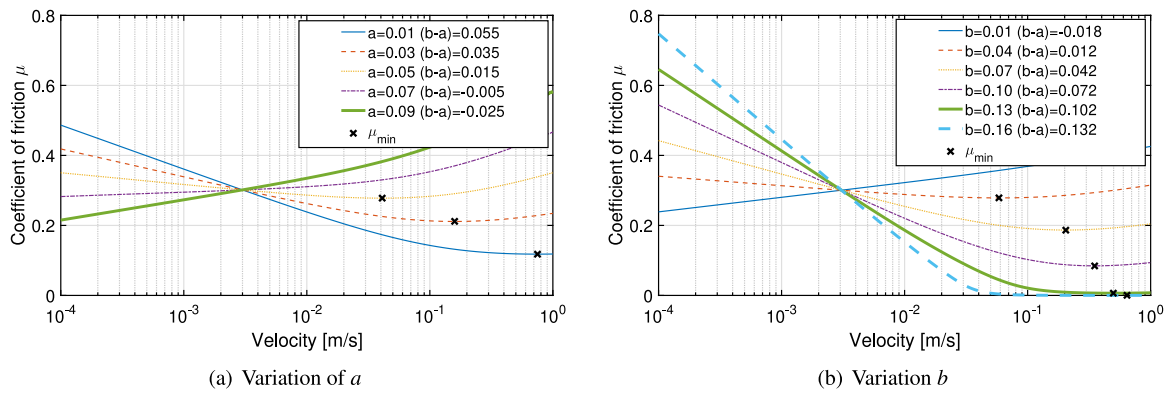 0.8
0.6
0.4
0.2
0
Coefficient of friction μ
a=0.01 (b-a)=0.055
a=0.03 (b-a)=0.035
a=0.05 (b-a)=0.015
a=0.07 (b-a)=-0.005
a=0.09 (b-a)=-0.025
μmin
10-4 10-3 10-2 10-1 100
Velocity [m/s]
(a) Variation of a
0.8
0.6
0.4
0.2
0
Coefficient of friction μ
b=0.01 (b-a)=-0.018
b=0.04 (b-a)=0.012
b=0.07 (b-a)=0.042
b=0.10 (b-a)=0.072
b=0.13 (b-a)=0.102
b=0.16 (b-a)=0.132
μmin
10-4 10-3 10-2 10-1 100
Velocity [m/s]
(b) Variation b